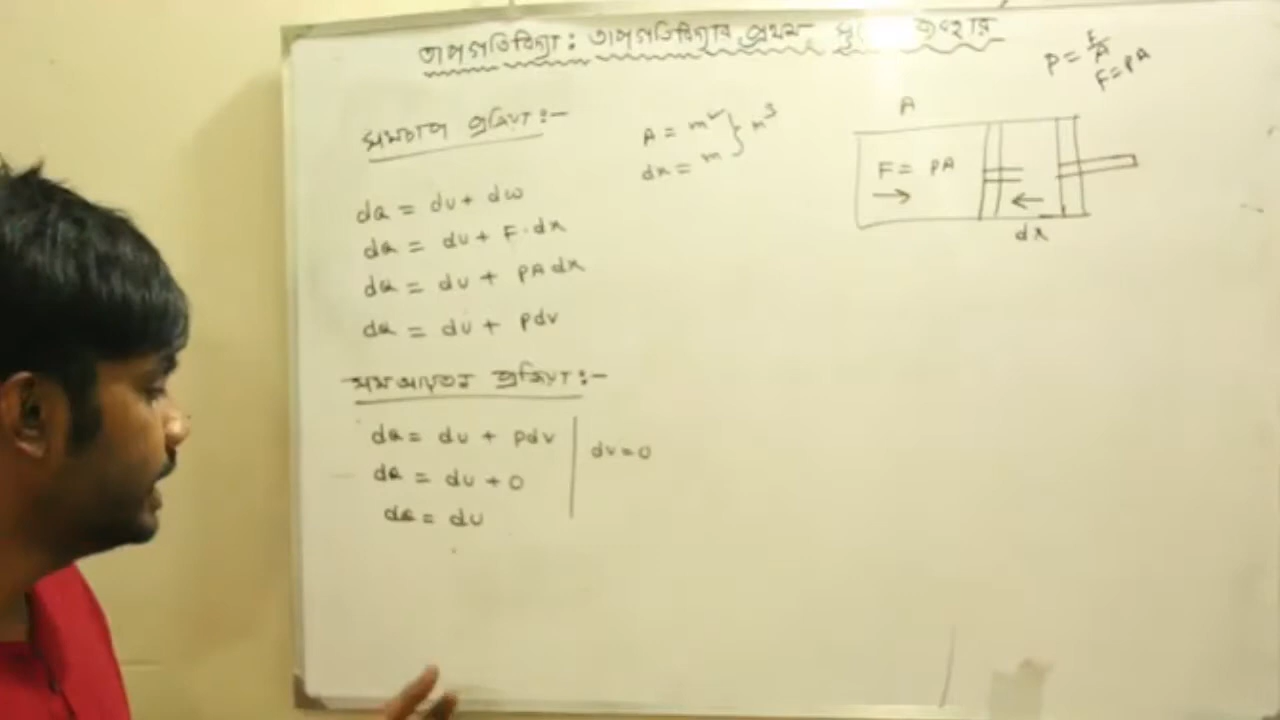 তাপগতিবিদ্যা : তাপগতিবিদ্যার প্রথম
P = F/A
F = PA
সমচাপ প্রক্রিয়া :-
A = m² } m³
dx = m
A
F = PA
dx
dQ = du + dw
dQ = du + F.dx
dQ = du + PAdx
dQ = du + Pdv
সমআয়তন প্রক্রিয়া :-
dQ = du + Pdv
dv = 0
dQ = du + 0
dQ = du